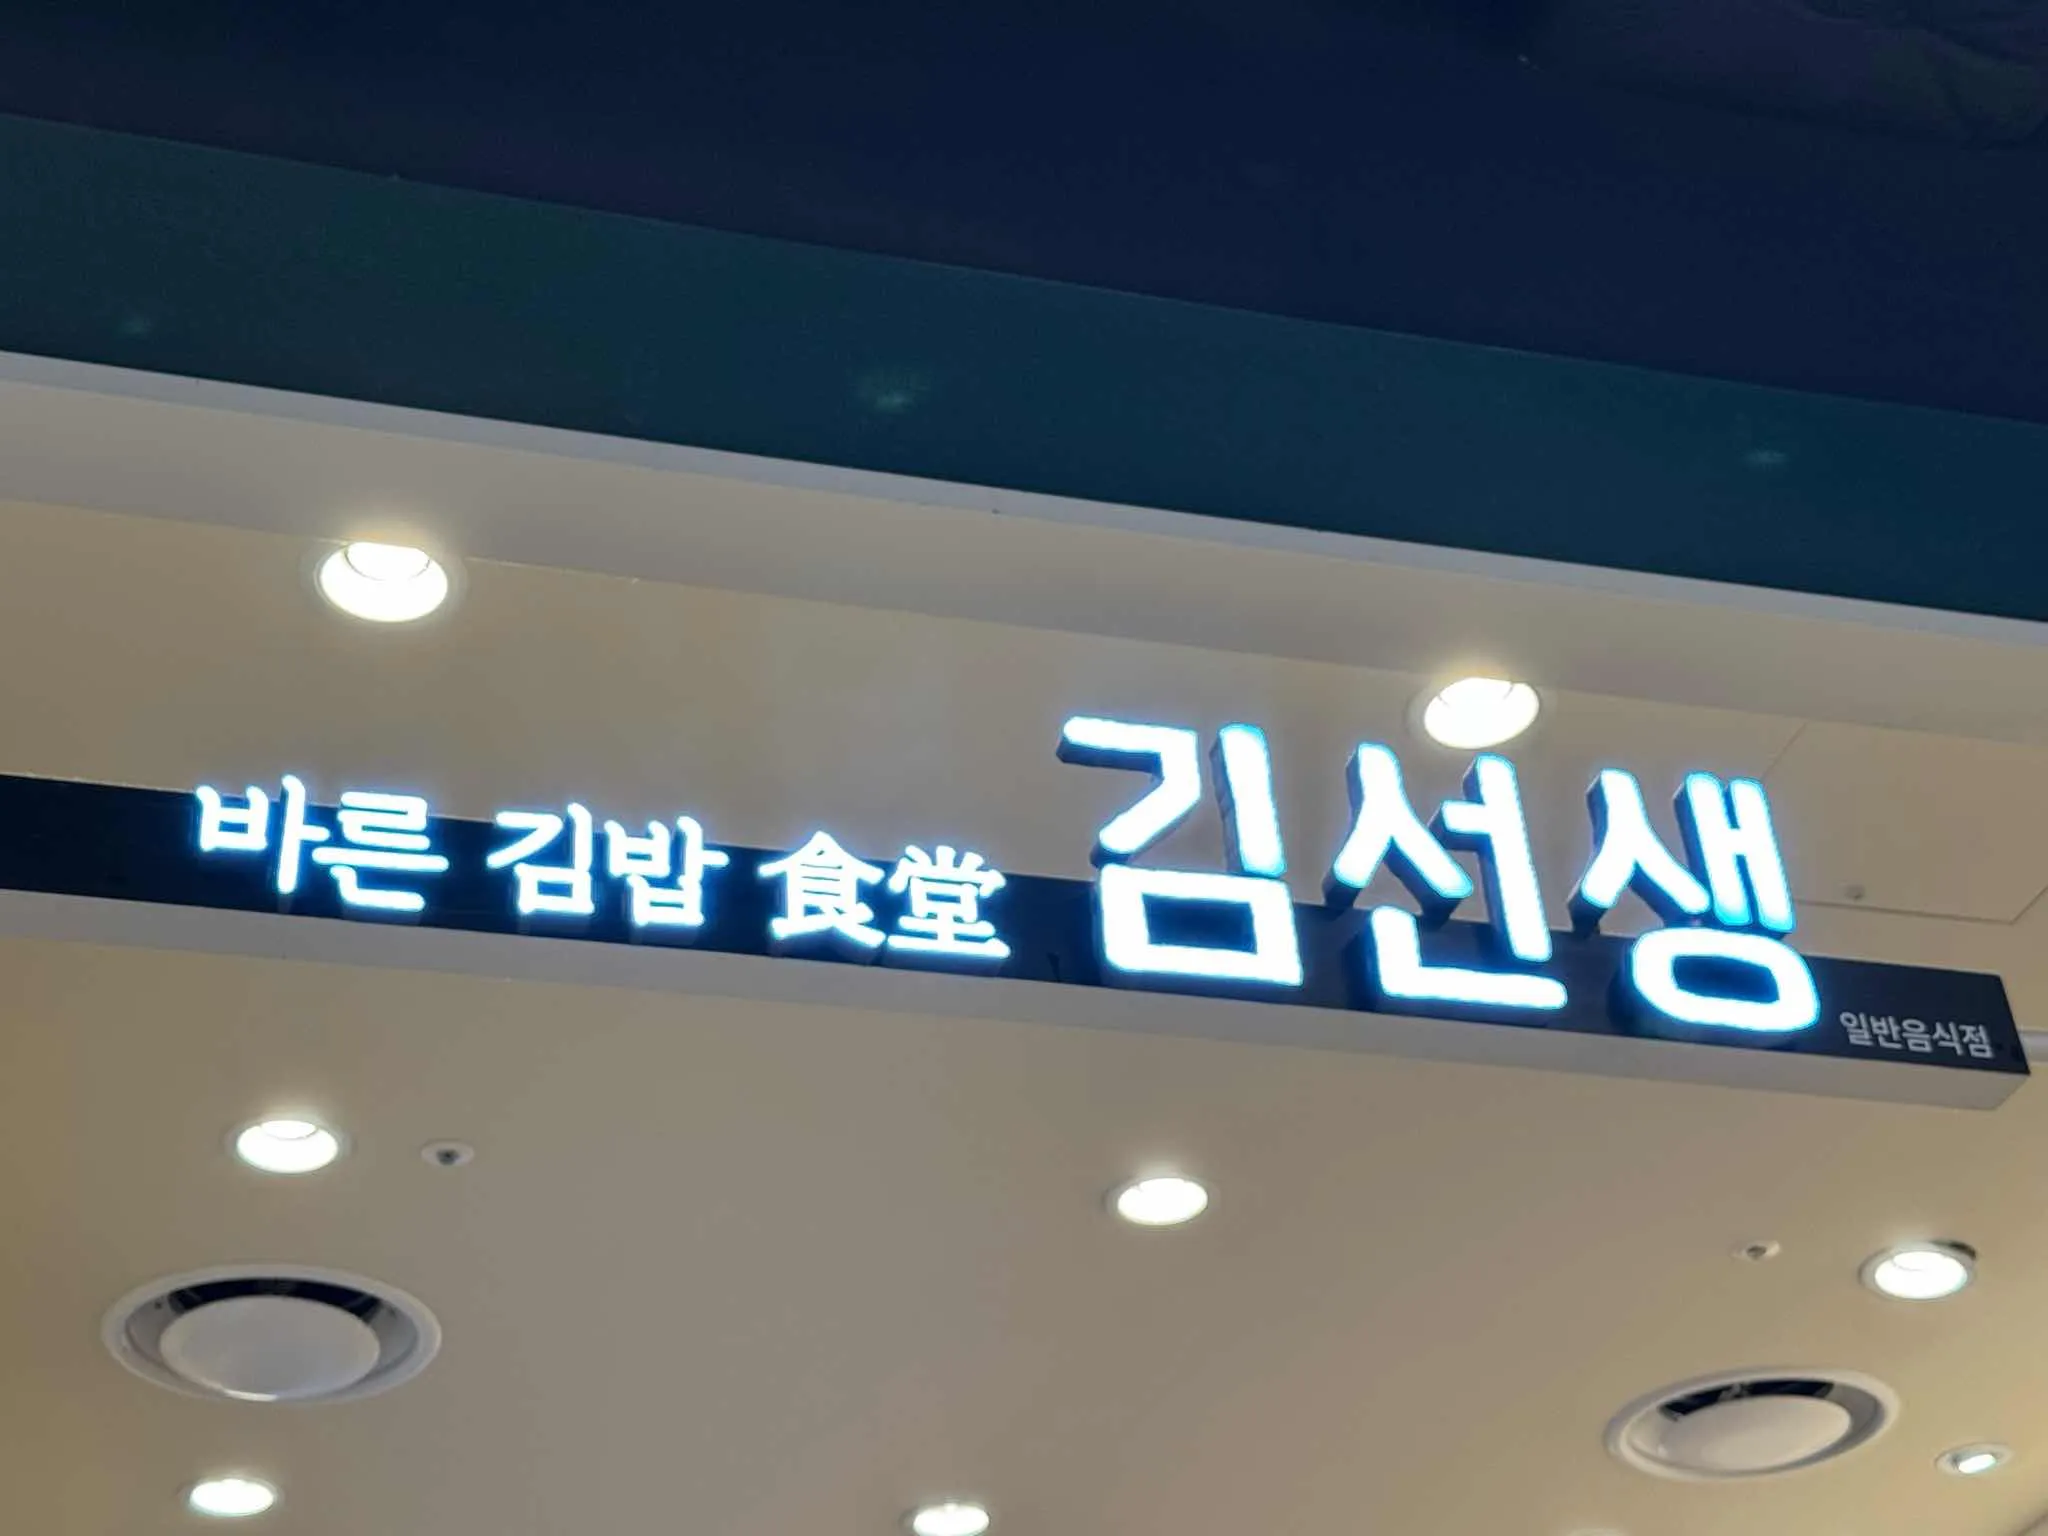 바른 김밥 食堂 김선생
일반음식점